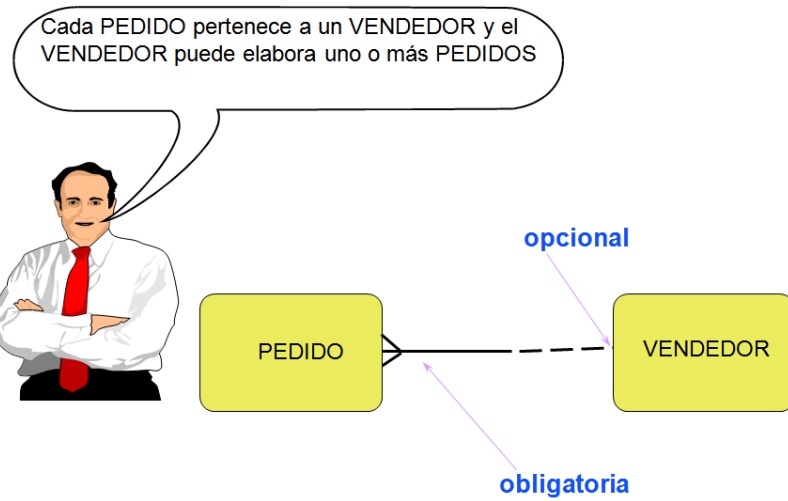 Cada PEDIDO pertenece a un VENDEDOR y el
VENDEDOR puede elabora uno o más PEDIDOS
opcional
PEDIDO
VENDEDOR
obligatoria